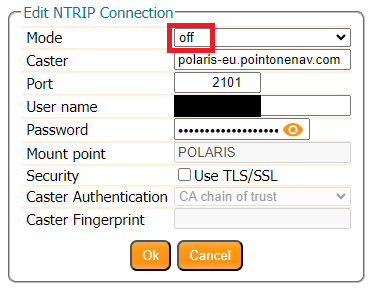 Edit NTRIP Connection
Mode off
Caster polaris-eu.pointonenav.com
Port 2101
User name
Password •••••••••••••••••••
Mount point POLARIS
Security Use TLS/SSL
Caster Authentication CA chain of trust
Caster Fingerprint
Ok Cancel